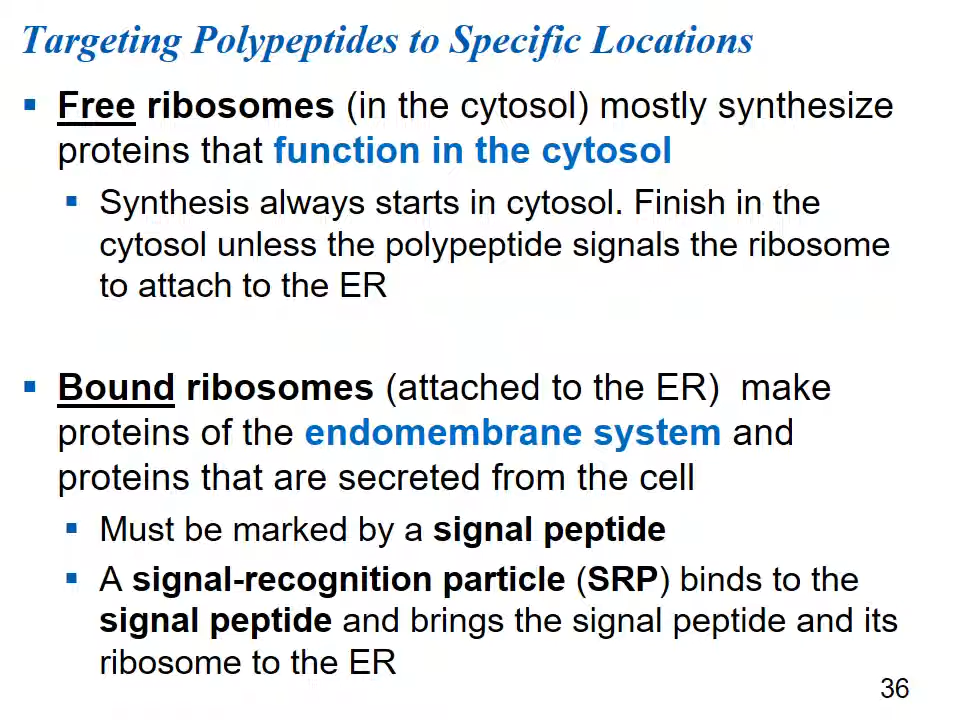 Targeting Polypeptides to Specific Locations
▪ Free ribosomes (in the cytosol) mostly synthesize
proteins that function in the cytosol
▪ Synthesis always starts in cytosol. Finish in the
cytosol unless the polypeptide signals the ribosome
to attach to the ER
▪ Bound ribosomes (attached to the ER)  make
proteins of the endomembrane system and
proteins that are secreted from the cell
▪ Must be marked by a signal peptide
▪ A signal-recognition particle (SRP) binds to the
signal peptide and brings the signal peptide and its
ribosome to the ER
36